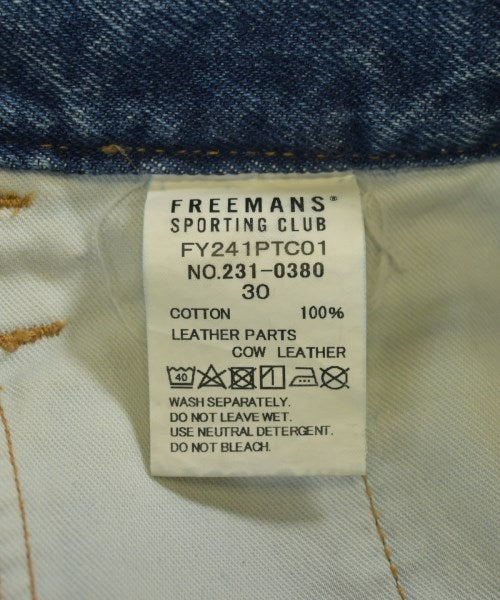 FREEMANS®
SPORTING CLUB
FY241PTC01
NO.231-0380
30
COTTON 100%
LEATHER PARTS
COW LEATHER
40
WASH SEPARATELY.
DO NOT LEAVE WET.
USE NEUTRAL DETERGENT.
DO NOT BLEACH.